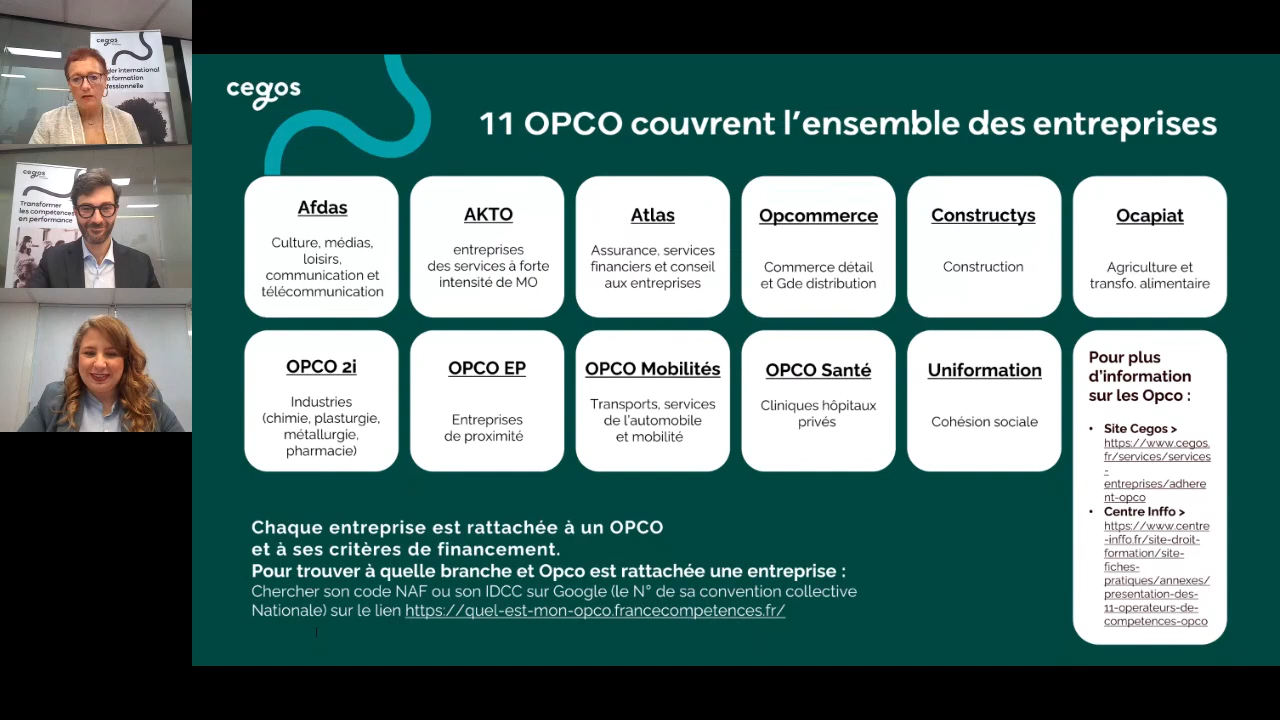 cegos
der international
a formation
fessionnelle
cegos
Transformer
les compétences
en performance
cegos
11 OPCO couvrent l'ensemble des entreprises
Afdas
Culture, médias,
loisirs,
communication et
télécommunication
AKTO
entreprises
des services à forte
intensité de MO
Atlas
Assurance, services
financiers et conseil
aux entreprises
Opcommerce
Commerce détail
et Gde distribution
Constructys
Construction
Ocapiat
Agriculture et
transfo. alimentaire
OPCO 2i
Industries
(chimie, plasturgie,
métallurgie,
pharmacie)
OPCO EP
Entreprises
de proximité
OPCO Mobilités
Transports, services
de l'automobile
et mobilité
OPCO Santé
Cliniques hôpitaux
privés
Uniformation
Cohésion sociale
Pour plus
d'information
sur les Opco :
• Site Cegos >
https://www.cegos.
fr/services/services
-
entreprises/adhere
nt-opco
• Centre Inffo >
https://www.centre
-inffo.fr/site-droit-
formation/site-
fiches-
pratiques/annexes/
presentation-des-
11-operateurs-de-
competences-opco
Chaque entreprise est rattachée à un OPCO
et à ses critères de financement.
Pour trouver à quelle branche et Opco est rattachée une entreprise :
Chercher son code NAF ou son IDCC sur Google (le N° de sa convention collective
Nationale) sur le lien https://quel-est-mon-opco.francecompetences.fr/